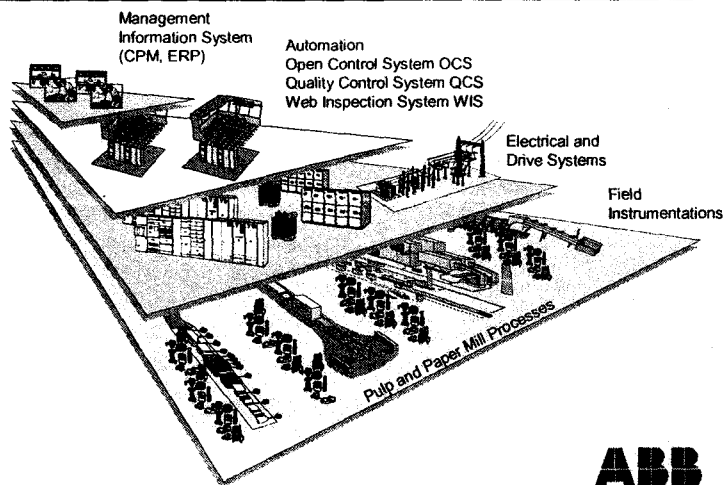 Management
Information System
(CPM, ERP)
Automation
Open Control System OCS
Quality Control System QCS
Web Inspection System WIS
Electrical and
Drive Systems
Field
Instrumentations
Pulp and Paper Mill Processes
ABB